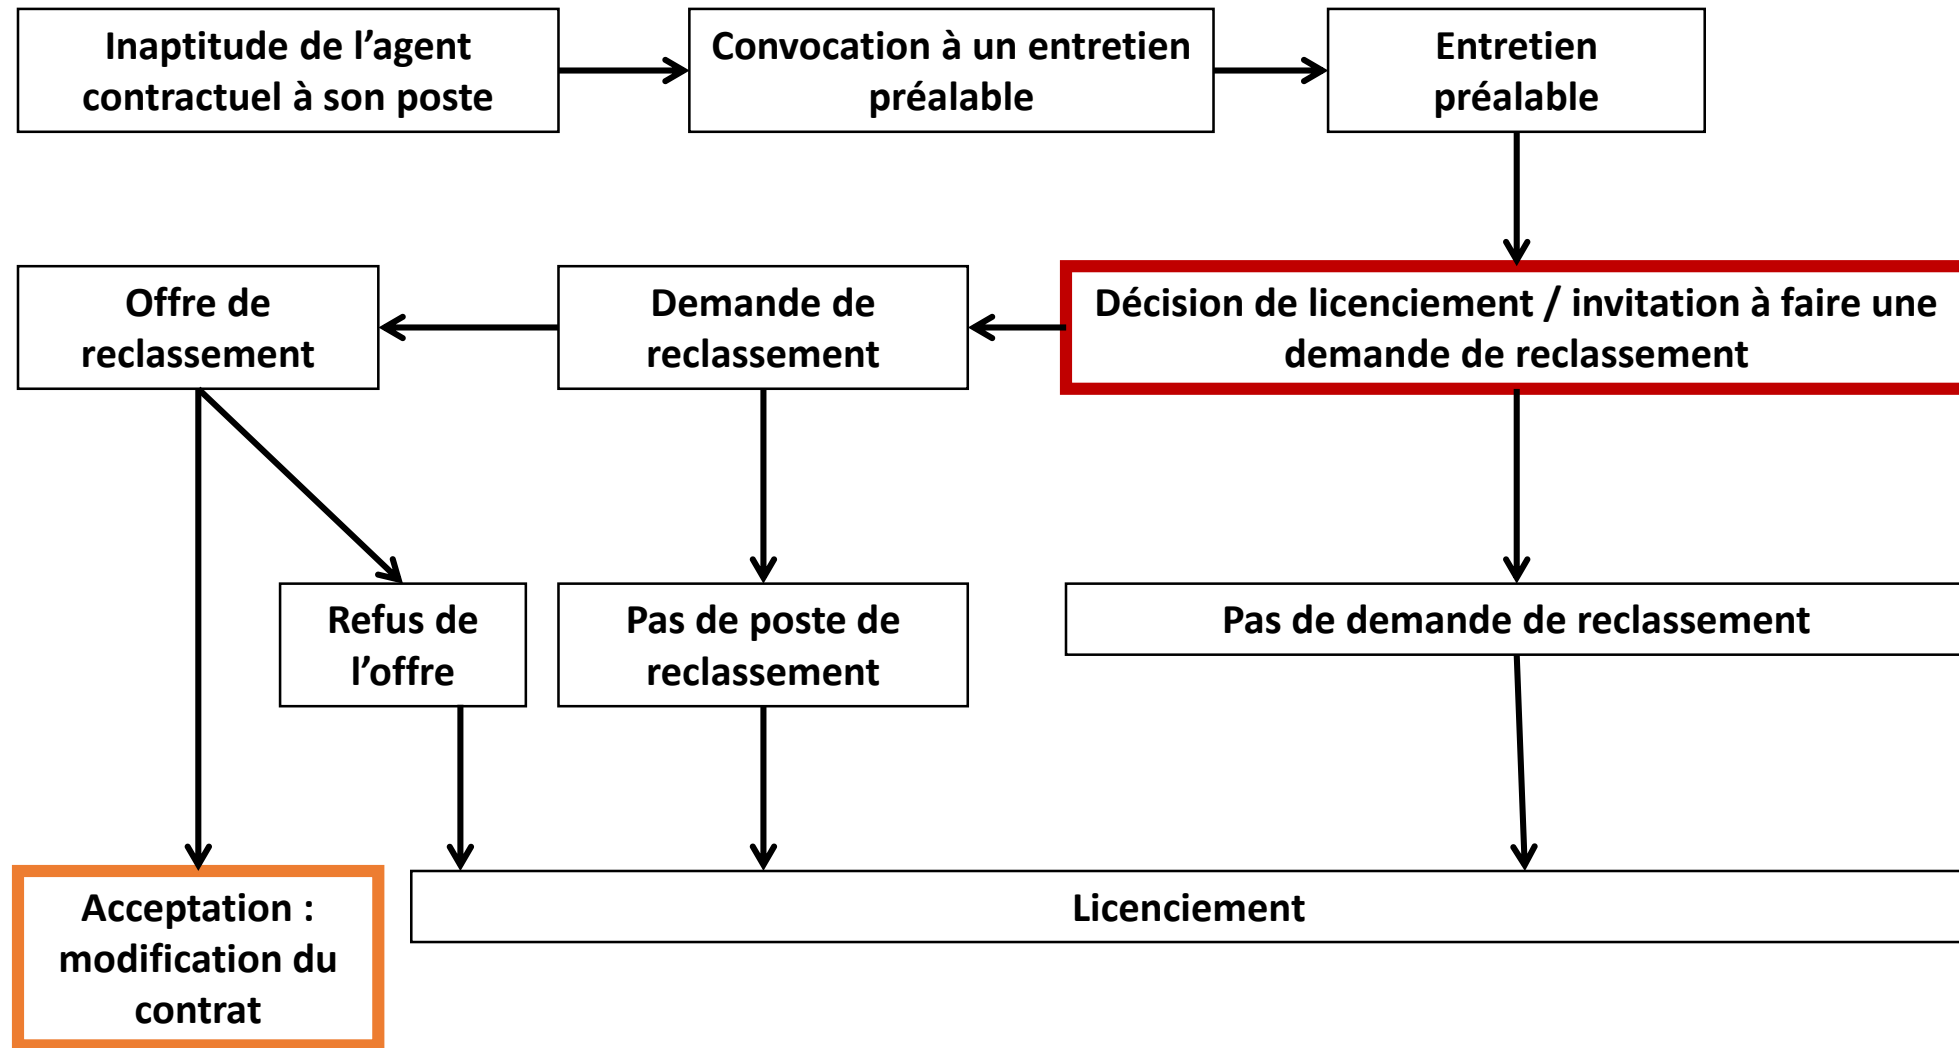 Inaptitude de l’agent
contractuel à son poste
Convocation à un entretien
préalable
Entretien
préalable
Offre de
reclassement
Demande de
reclassement
Décision de licenciement / invitation à faire une
demande de reclassement
Refus de
l’offre
Pas de poste de
reclassement
Pas de demande de reclassement
Acceptation :
modification du
contrat
Licenciement